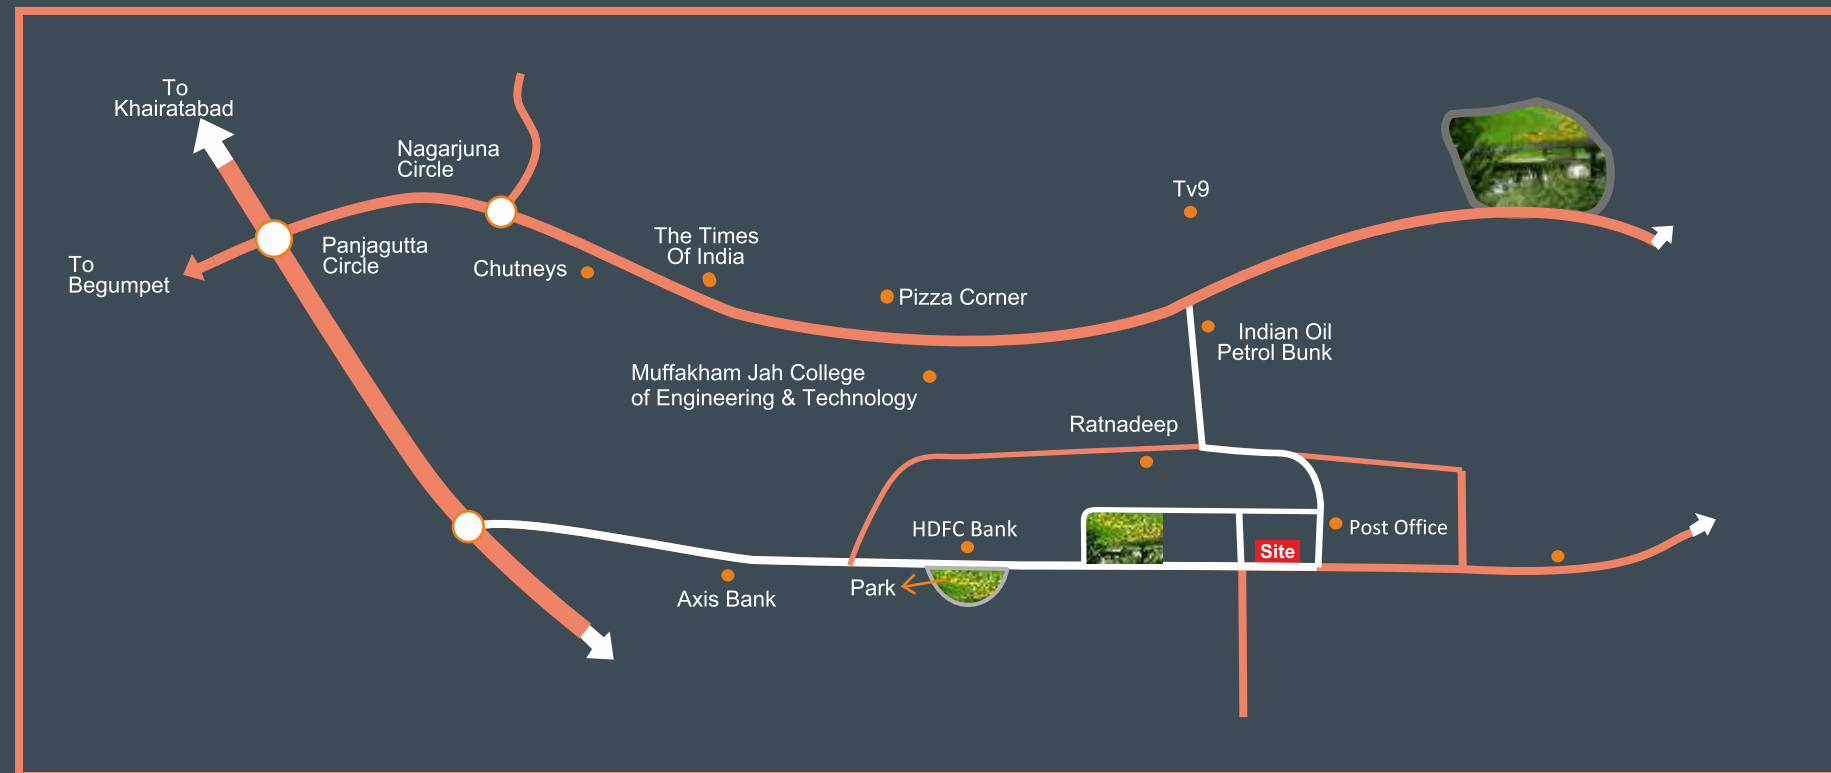 To
Khairatabad
Nagarjuna
Circle
Tv9
Panjagutta
Circle
The Times
Of India
To
Begumpet
Chutneys
Pizza Corner
Indian Oil
Petrol Bunk
Muffakham Jah College
of Engineering & Technology
Ratnadeep
HDFC Bank
Post Office
Site
Park
Axis Bank